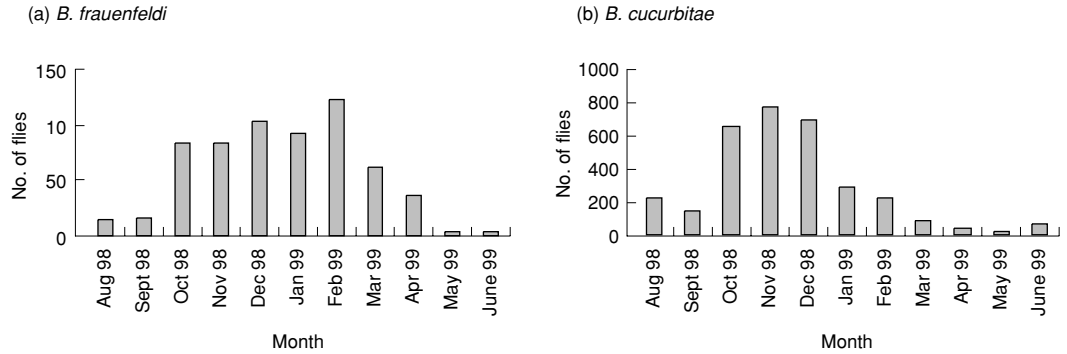 (a) B. frauenfeldi
150
10
50
0
No. of flies
Aug 98
Sept 98
Oct 98
Nov 98
Dec 98
Jan 99
Feb 99
Mar 99
Apr 99
May 99
June 99
Month
(b) B. cucurbitae
1000
800
600
400
200
0
No. of flies
Aug 98
Sept 98
Oct 98
Nov 98
Dec 98
Jan 99
Feb 99
Mar 99
Apr 99
May 99
June 99
Month